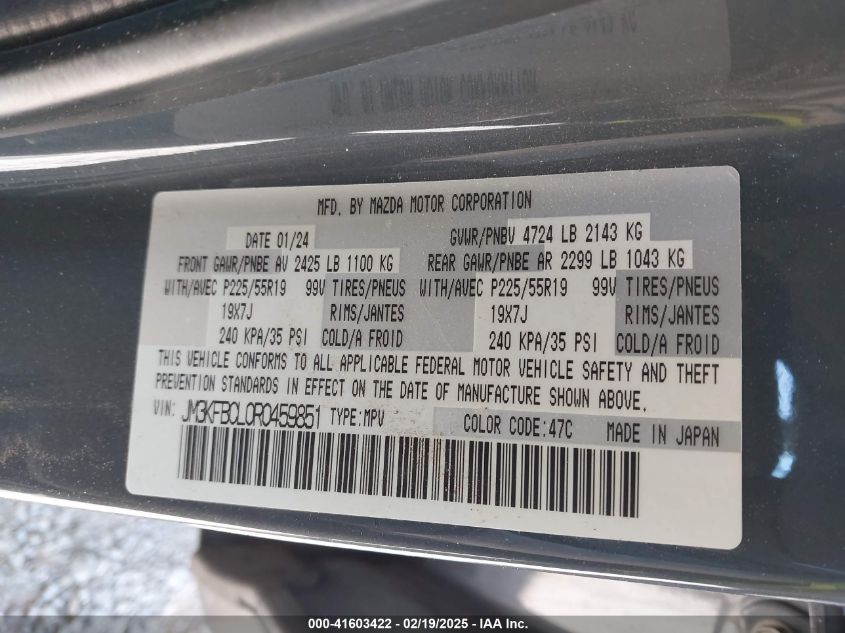 MFD. BY MAZDA MOTOR CORPORATION
DATE 01/24 GVWR/PNBV 4724 LB 2143 KG
FRONT GAWR/PNBE AV 2425 LB 1100 KG REAR GAWR/PNBE AR 2299 LB 1043 KG
WITH/AVEC P225/55R19 99V TIRES/PNEUS WITH/AVEC P225/55R19 99V TIRES/PNEUS
19X7J RIMS/JANTES 19X7J RIMS/JANTES
240 KPA/35 PSI COLD/A FROID 240 KPA/35 PSI COLD/A FROID
THIS VEHICLE CONFORMS TO ALL APPLICABLE FEDERAL MOTOR VEHICLE SAFETY AND THEFT
PREVENTION STANDARDS IN EFFECT ON THE DATE OF MANUFACTURE SHOWN ABOVE.
VIN: JM3KFBCL0R0459851 TYPE:MPV COLOR CODE:47C MADE IN JAPAN
000-41603422 - 02/19/2025 - IAA Inc.